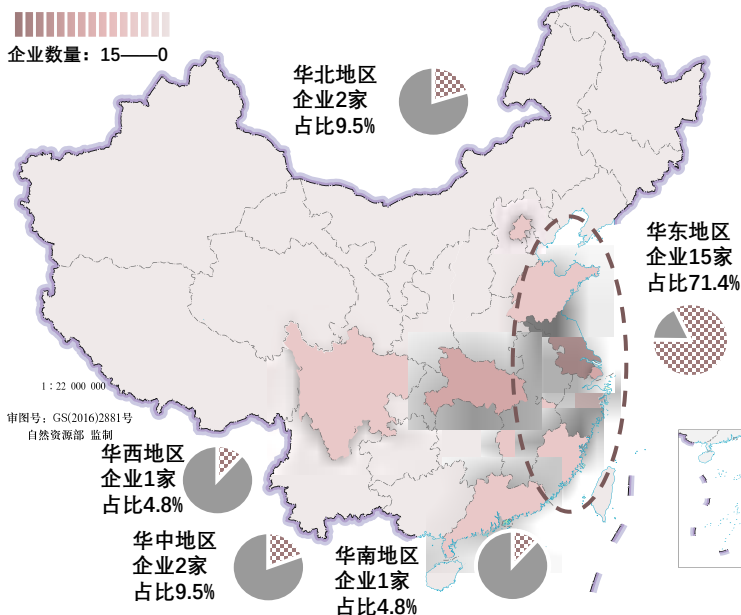 企业数量：15——0
华北地区
企业2家
占比9.5%
华东地区
企业15家
占比71.4%
1：22 000 000
审图号：GS(2016)2881号
自然资源部 监制
华西地区
企业1家
占比4.8%
华中地区
企业2家
占比9.5%
华南地区
企业1家
占比4.8%